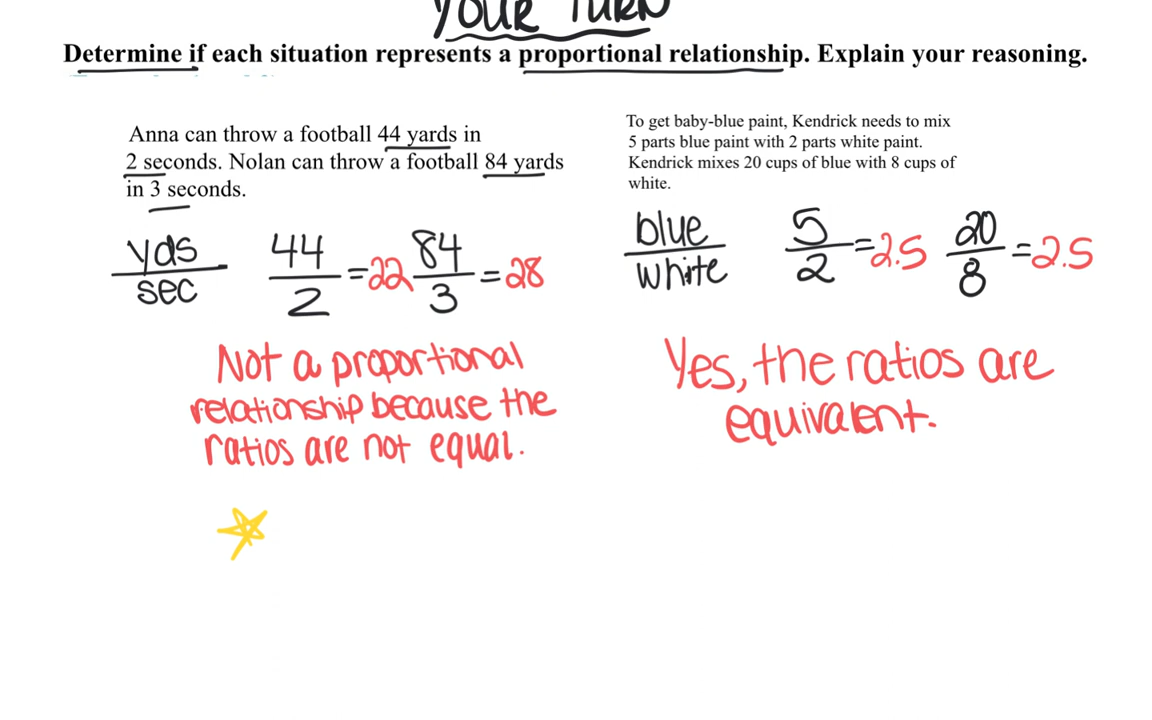 YOUR TURN
Determine if each situation represents a proportional relationship. Explain your reasoning.
Anna can throw a football 44 yards in
2 seconds. Nolan can throw a football 84 yards
in 3 seconds.
yds
sec
44
2
=22
84
3
=28
Not a proportional
relationship because the
ratios are not equal.
To get baby-blue paint, Kendrick needs to mix
5 parts blue paint with 2 parts white paint.
Kendrick mixes 20 cups of blue with 8 cups of
white.
blue
white
5
2
=2.5
20
8
=2.5
Yes, the ratios are
equivalent.